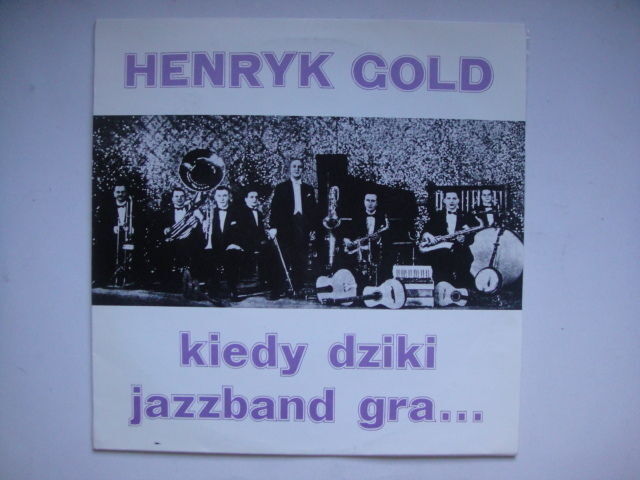 HENRYK GOLD
kiedy dziki
jazzband gra...